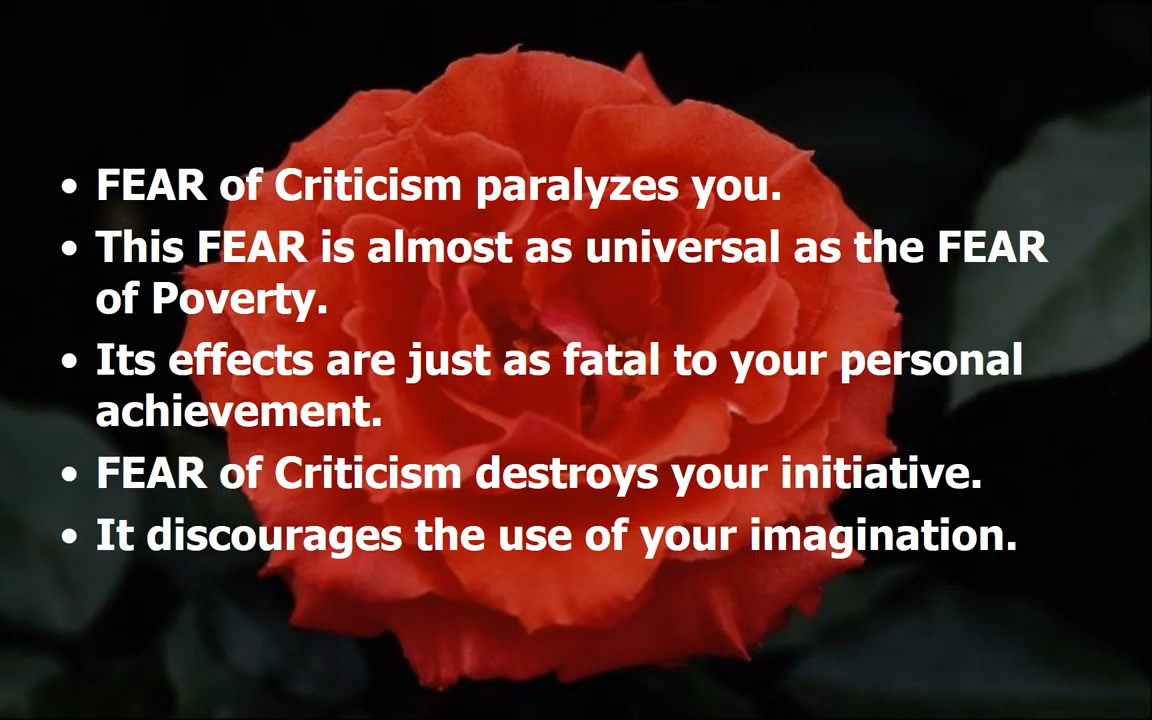 • FEAR of Criticism paralyzes you.
• This FEAR is almost as universal as the FEAR
of Poverty.
• Its effects are just as fatal to your personal
achievement.
• FEAR of Criticism destroys your initiative.
• It discourages the use of your imagination.